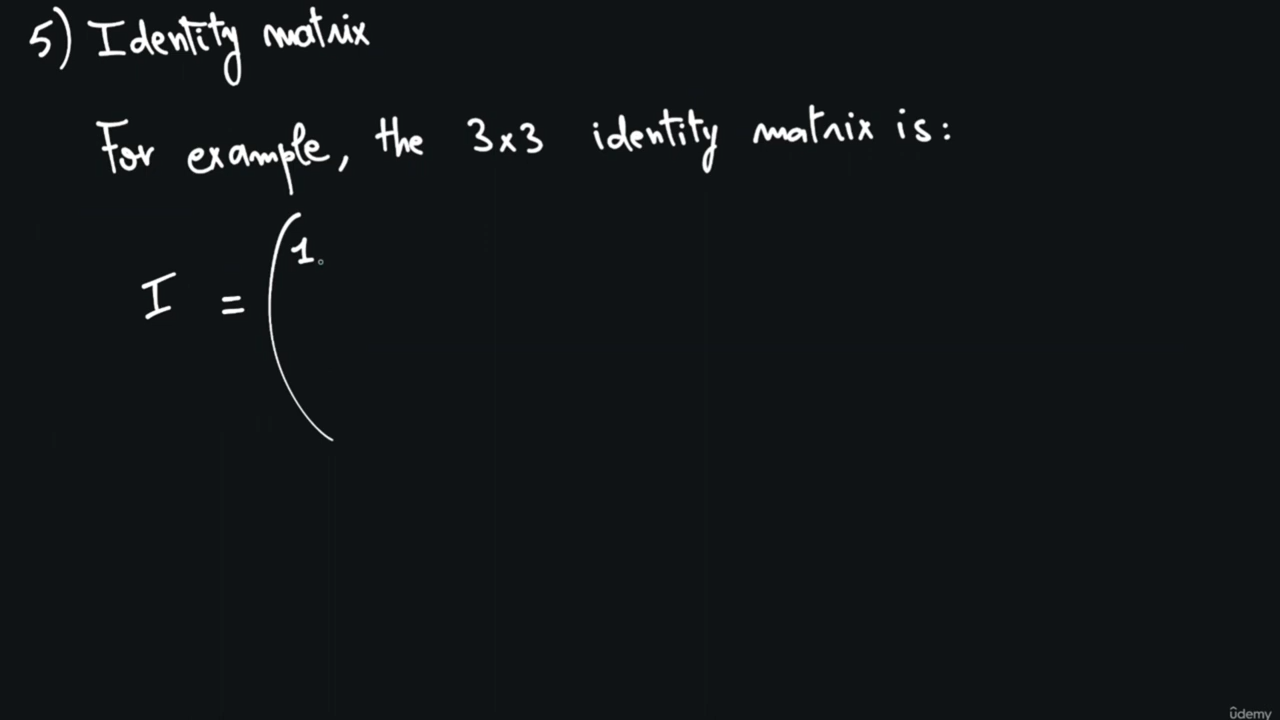 5) Identity matrix
For example, the 3x3 identity matrix is:
I = (1
ûdemy